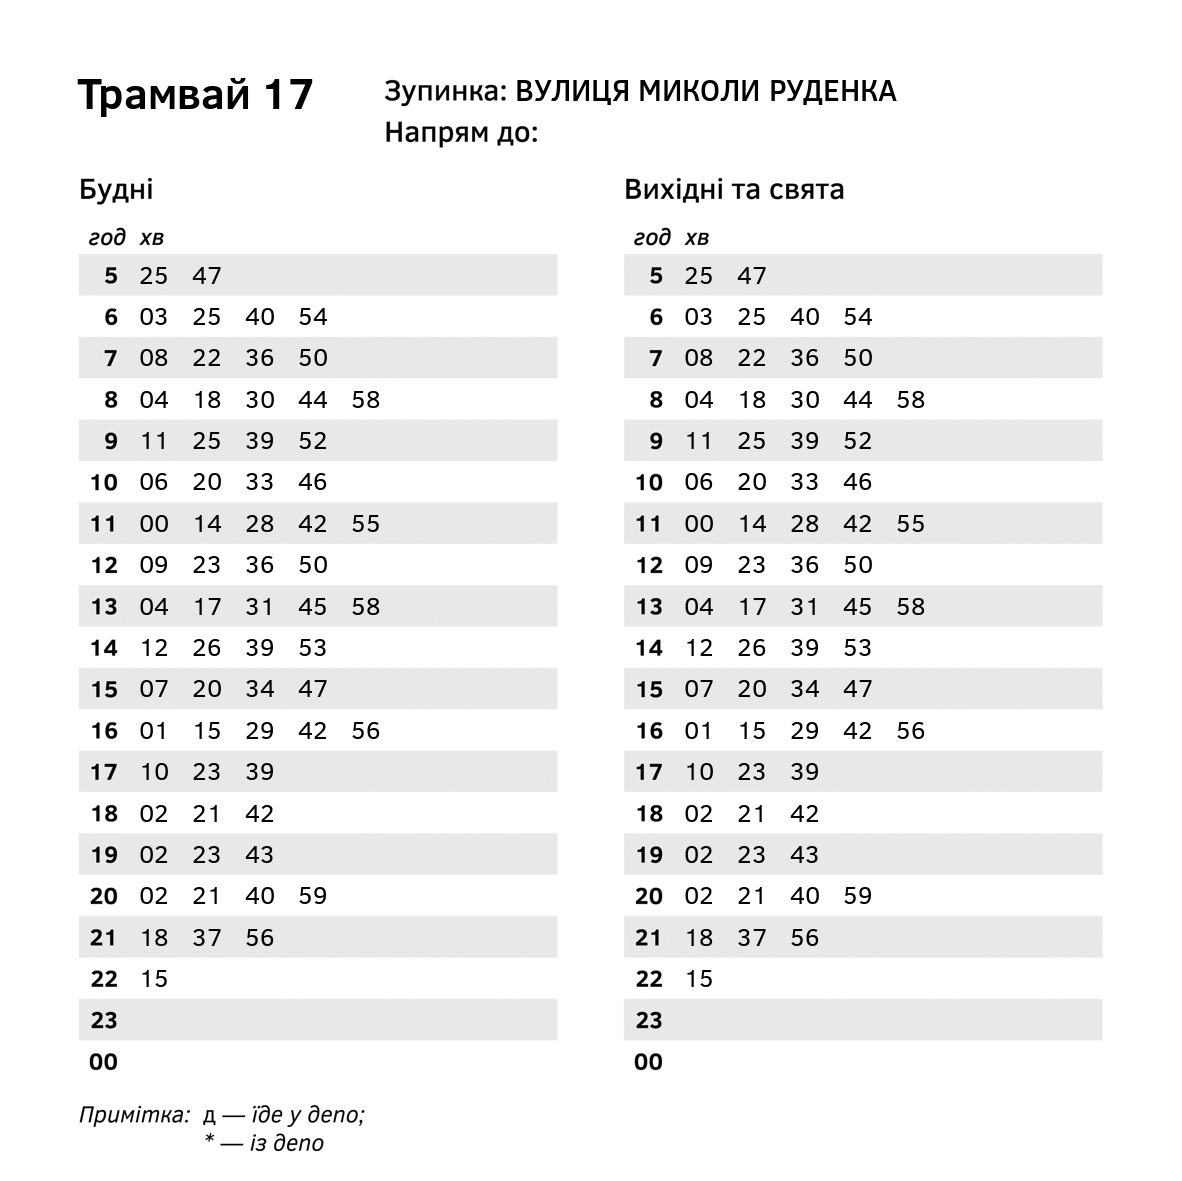 Трамвай 17
Зупинка: ВУЛИЦЯ МИКОЛИ РУДЕНКА
Напрям до:
Будні
год хв
5 25 47
6 03 25 40 54
7 08 22 36 50
8 04 18 30 44 58
9 11 25 39 52
10 06 20 33 46
11 00 14 28 42 55
12 09 23 36 50
13 04 17 31 45 58
14 12 26 39 53
15 07 20 34 47
16 01 15 29 42 56
17 10 23 39
18 02 21 42
19 02 23 43
20 02 21 40 59
21 18 37 56
22 15
23
00
Вихідні та свята
год хв
5 25 47
6 03 25 40 54
7 08 22 36 50
8 04 18 30 44 58
9 11 25 39 52
10 06 20 33 46
11 00 14 28 42 55
12 09 23 36 50
13 04 17 31 45 58
14 12 26 39 53
15 07 20 34 47
16 01 15 29 42 56
17 10 23 39
18 02 21 42
19 02 23 43
20 02 21 40 59
21 18 37 56
22 15
23
00
Примітка: д — їде у депо;
* — із депо